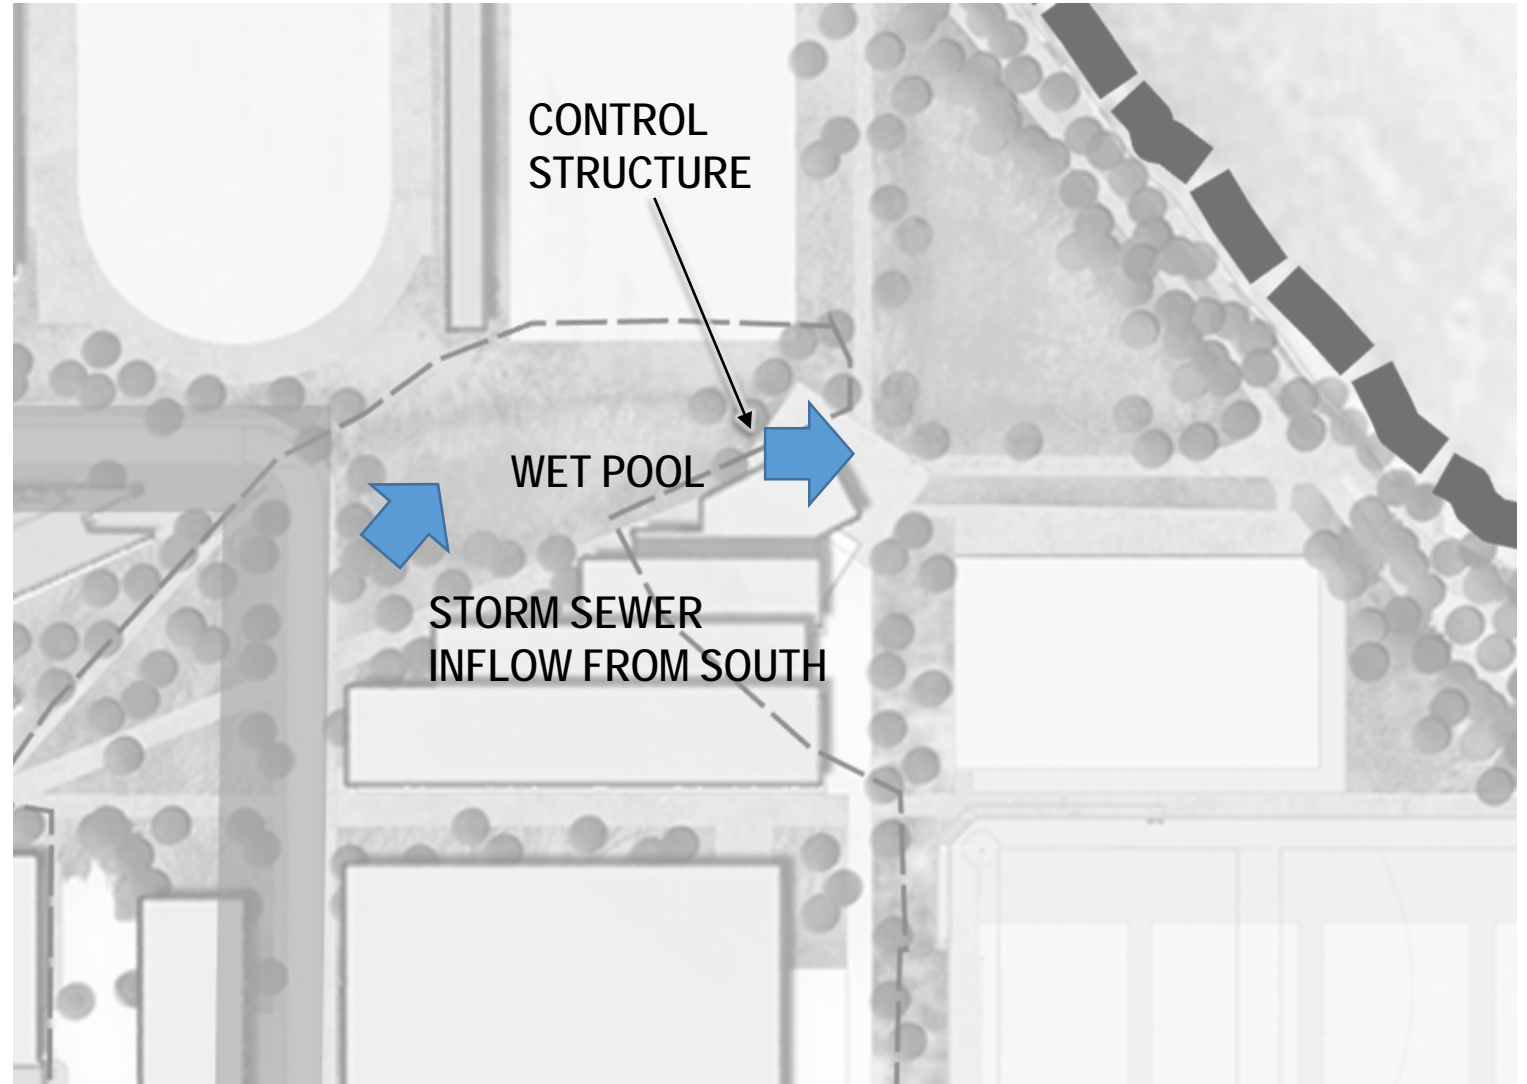 CONTROL
STRUCTURE
WET POOL
STORM SEWER
INFLOW FROM SOUTH